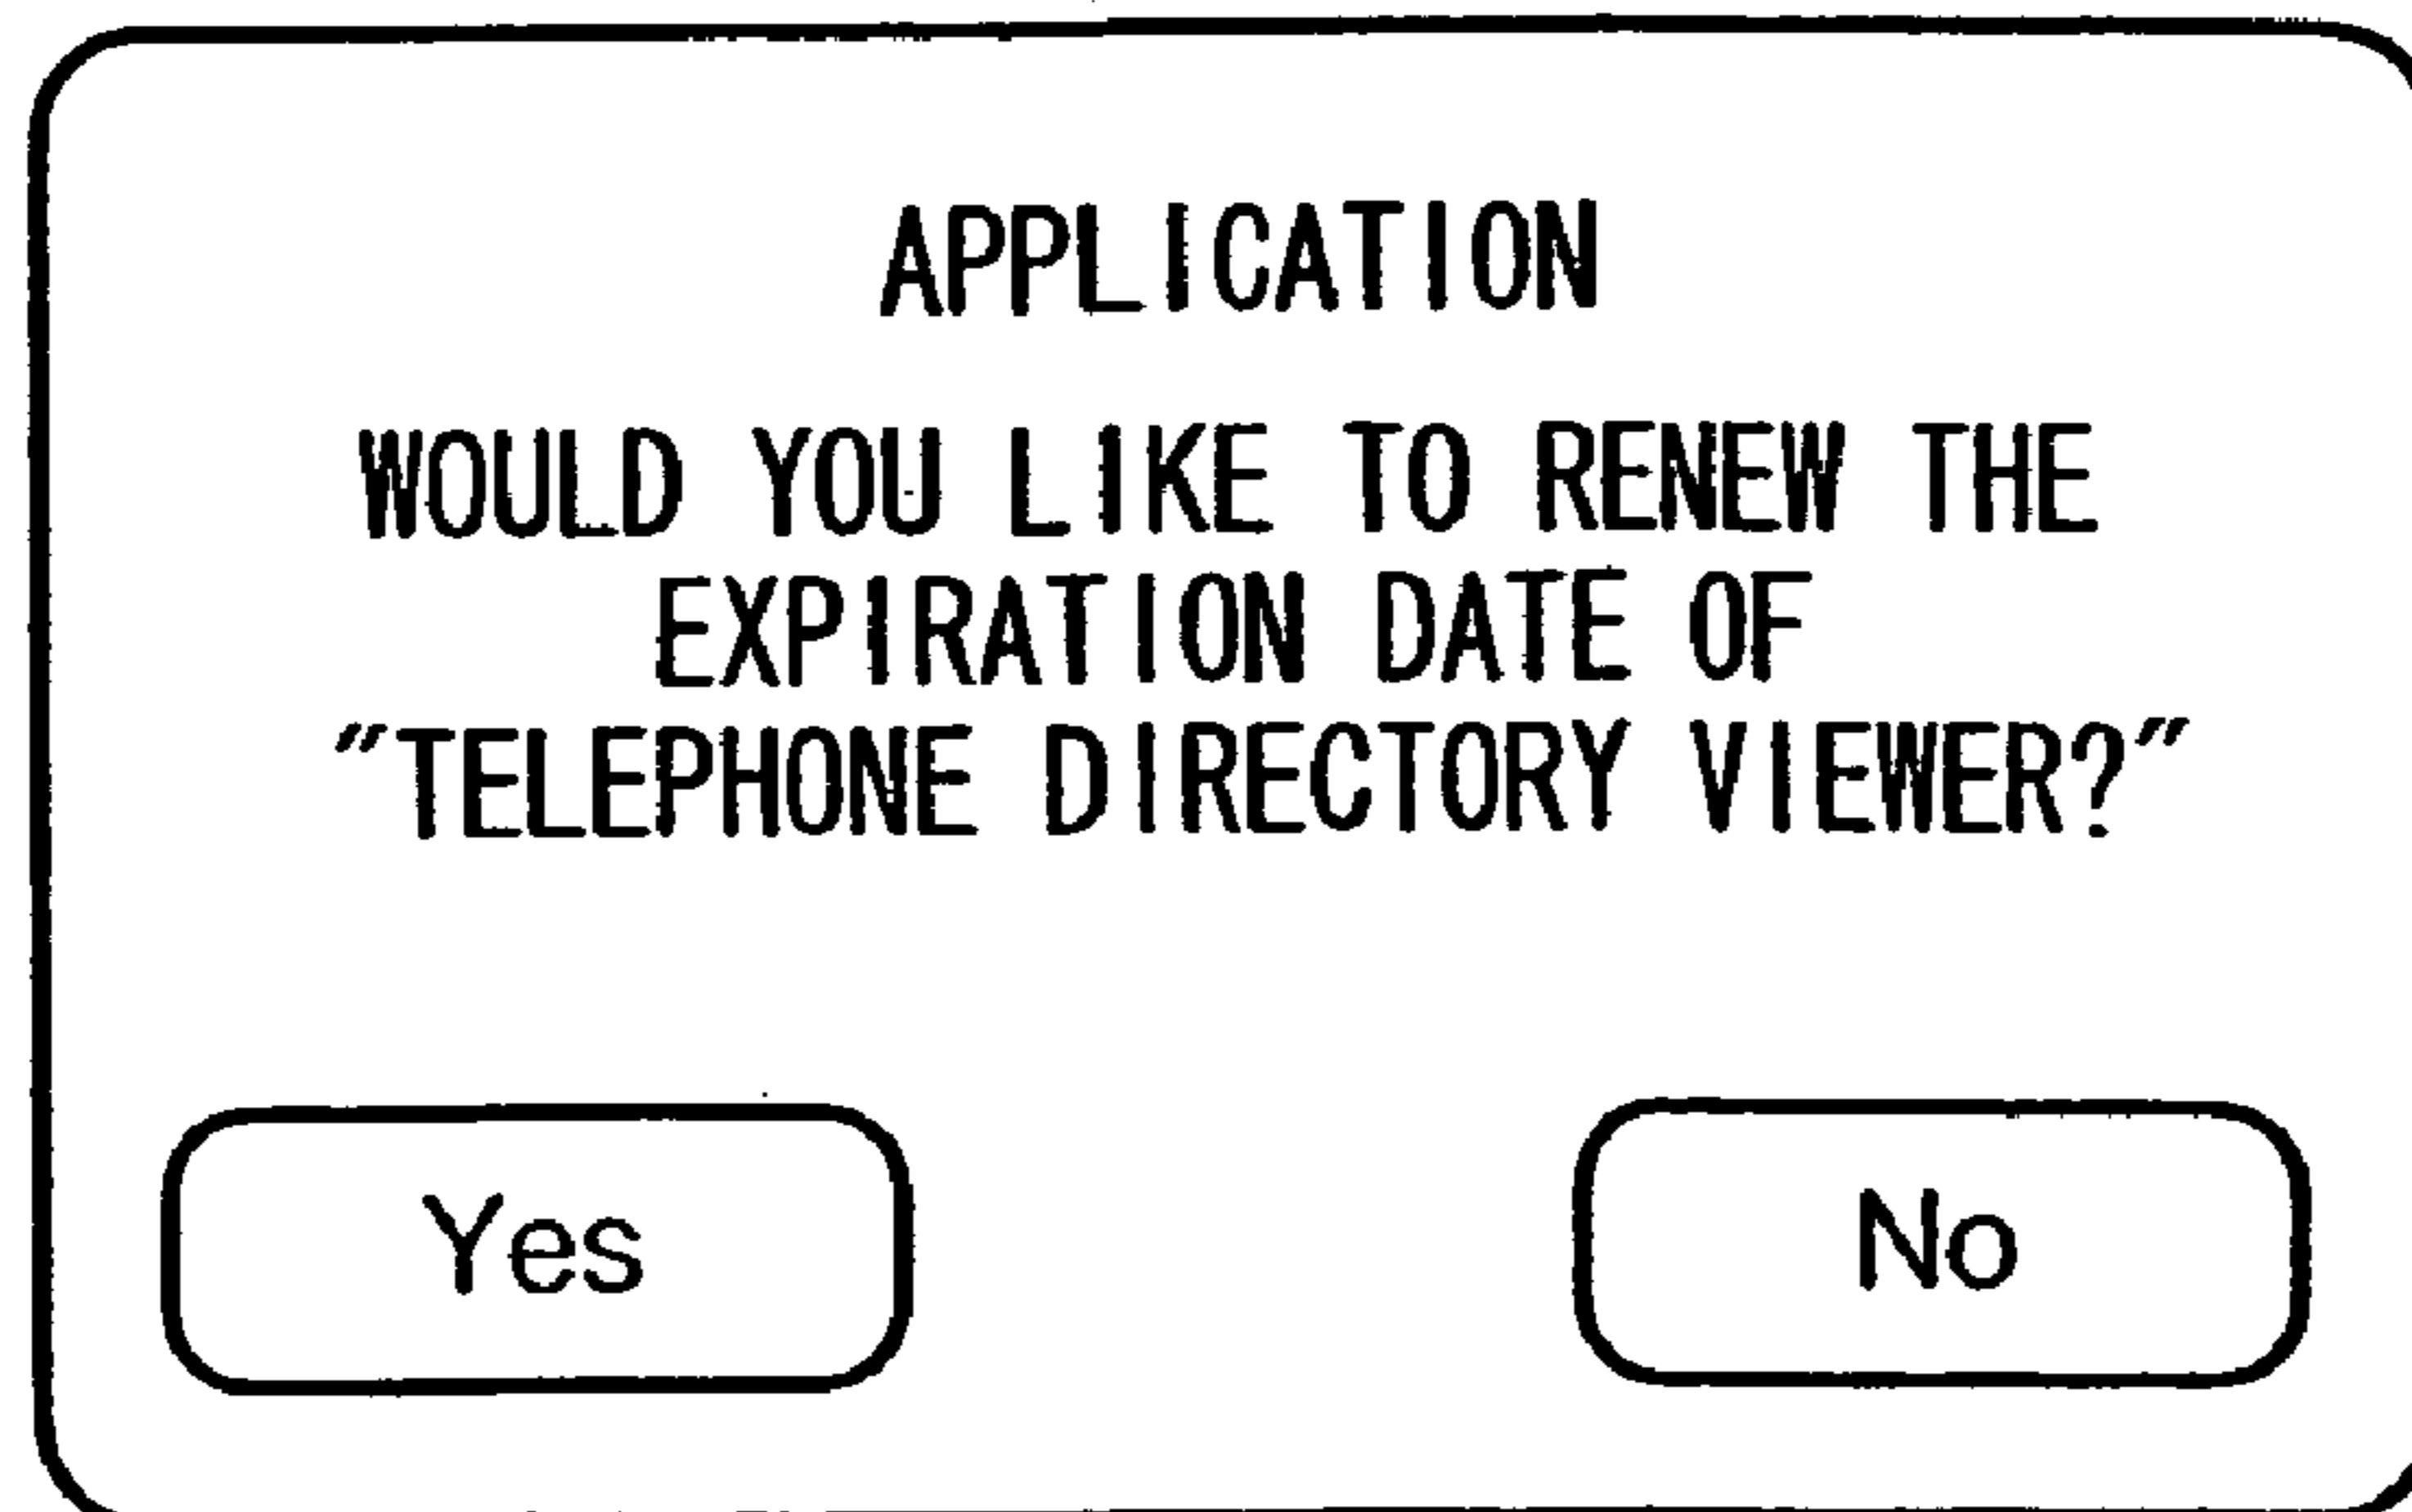 APPLICATION
WOULD YOU LIKE TO RENEW THE
EXPIRATION DATE OF
"TELEPHONE DIRECTORY VIEWER?"
Yes
No